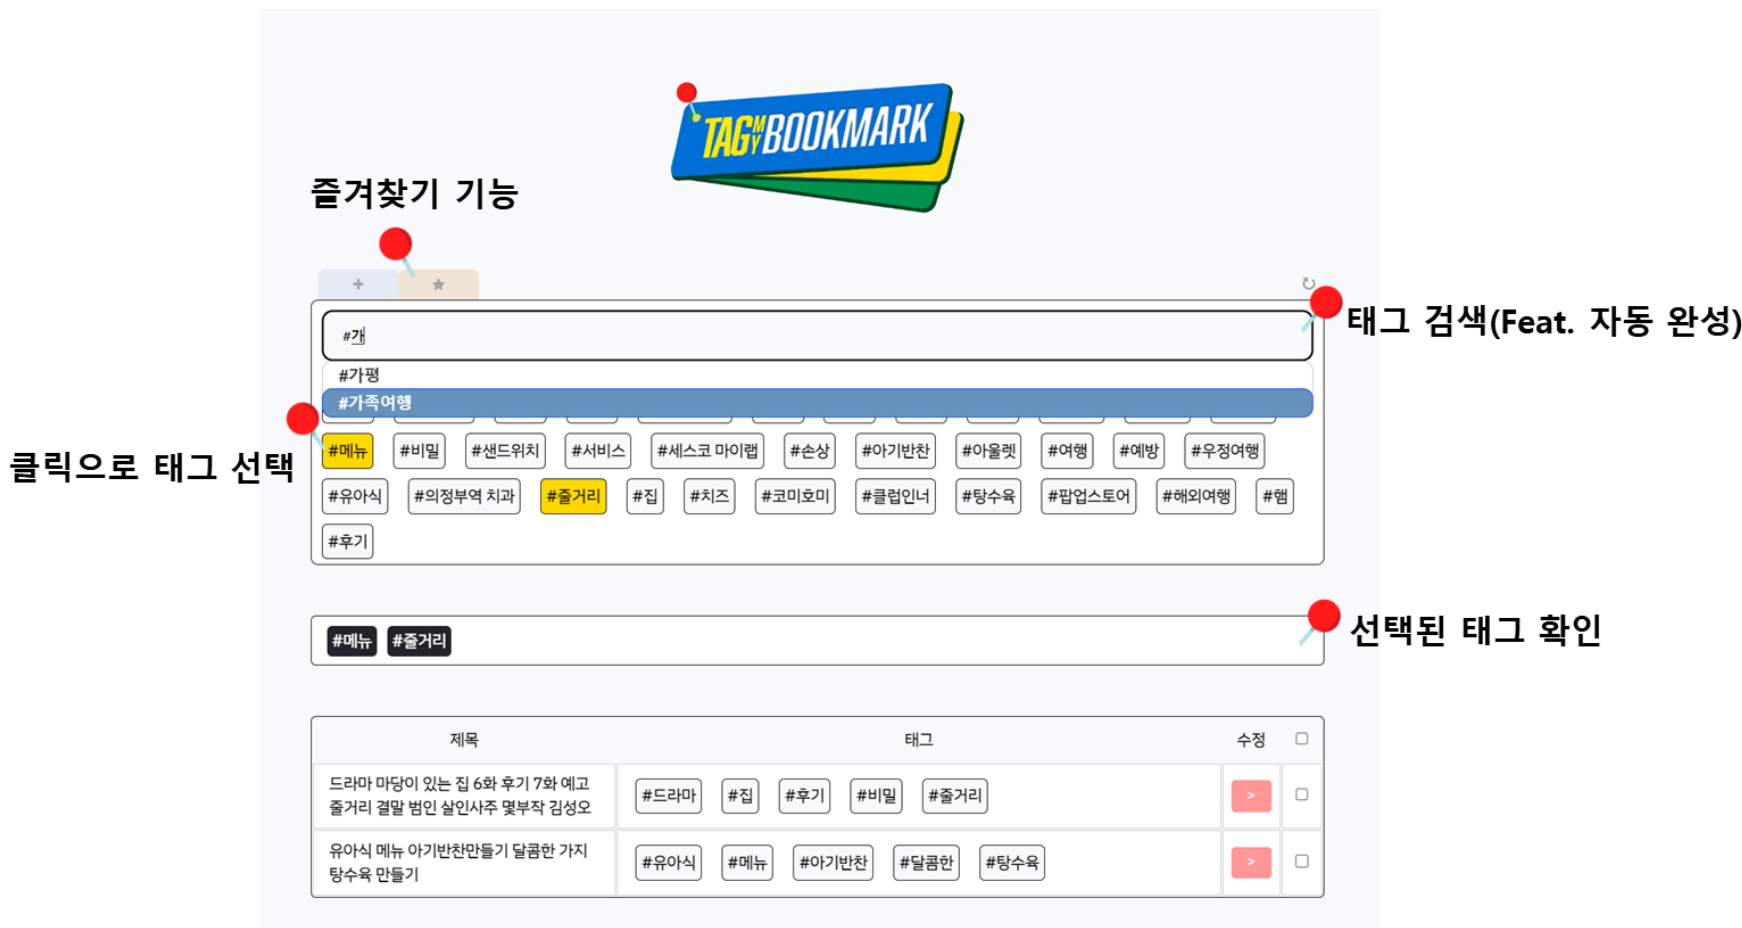 TAG MY BOOKMARK
즐겨찾기 기능
태그 검색(Feat. 자동 완성)
#개
#가평
#가족여행
클릭으로 태그 선택
#메뉴 #비밀 #샌드위치 #서비스 #세스코 마이랩 #손상 #아기반찬 #아울렛 #여행 #예방 #우정여행
#유아식 #의정부역 치과 #줄거리 #집 #치즈 #코미호미 #클럽인너 #탕수육 #팝업스토어 #해외여행 #햄
#후기
#메뉴 #줄거리
선택된 태그 확인
제목 태그 수정
드라마 마당이 있는 집 6화 후기 7화 예고
줄거리 결말 범인 살인사주 몇부작 김성오
#드라마 #집 #후기 #비밀 #줄거리 >
유아식 메뉴 아기반찬만들기 달콤한 가지
탕수육 만들기
#유아식 #메뉴 #아기반찬 #달콤한 #탕수육 >